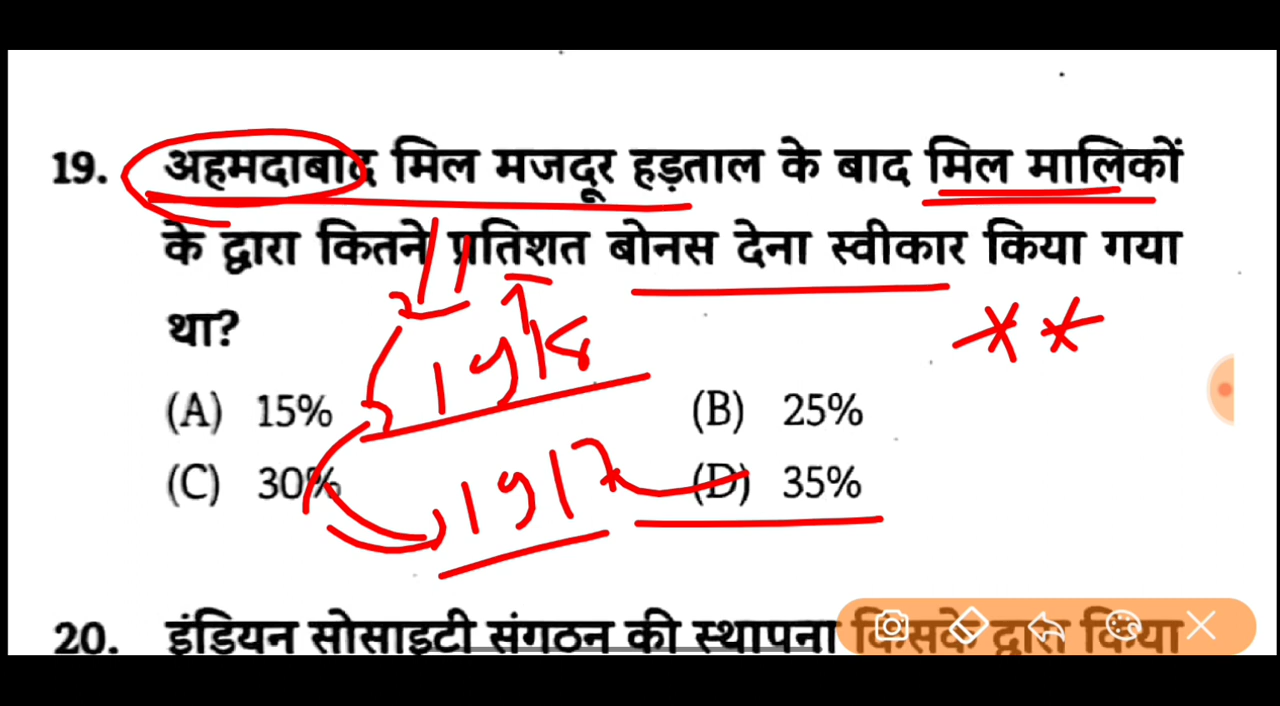 19. अहमदाबाद मिल मजदूर हड़ताल के बाद मिल मालिकों
के द्वारा कितने प्रतिशत बोनस देना स्वीकार किया गया
था?
1918
(A) 15% (B) 25%
(C) 30% (D) 35%
1917
20. इंडियन सोसाइटी संगठन की स्थापना किसके द्वारा किया